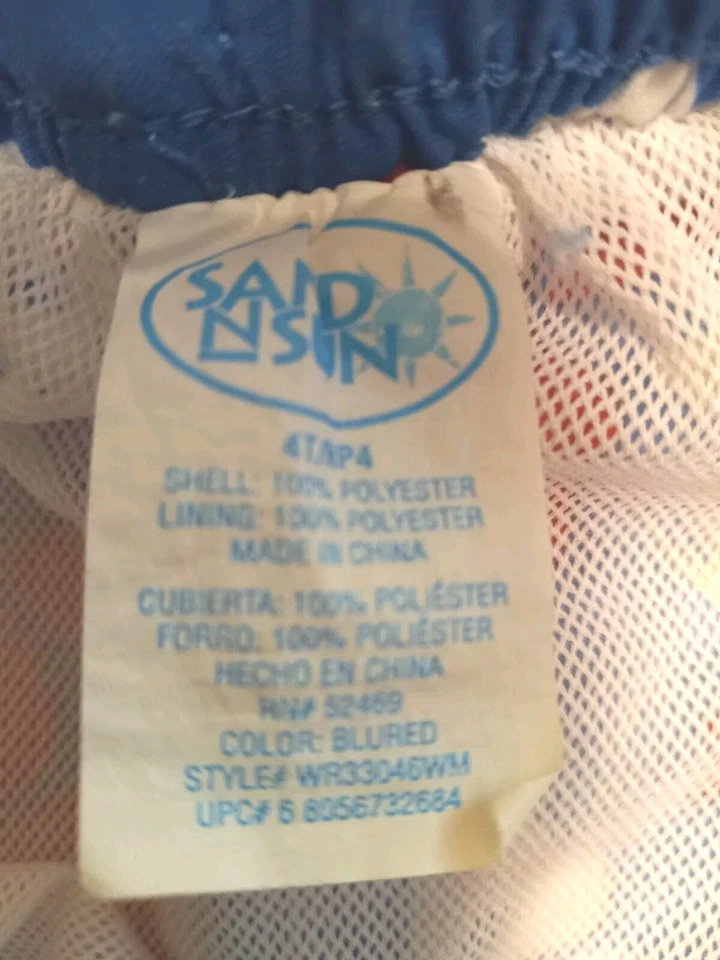 SAND
N SUN
4T/NP4
SHELL: 100% POLYESTER
LINING: 100% POLYESTER
MADE IN CHINA
CUBIERTA: 100% POLIÉSTER
FORRO: 100% POLIÉSTER
HECHO EN CHINA
RN# 52469
COLOR: BLURED
STYLE# WR33046WM
UPC# 6 8056732684